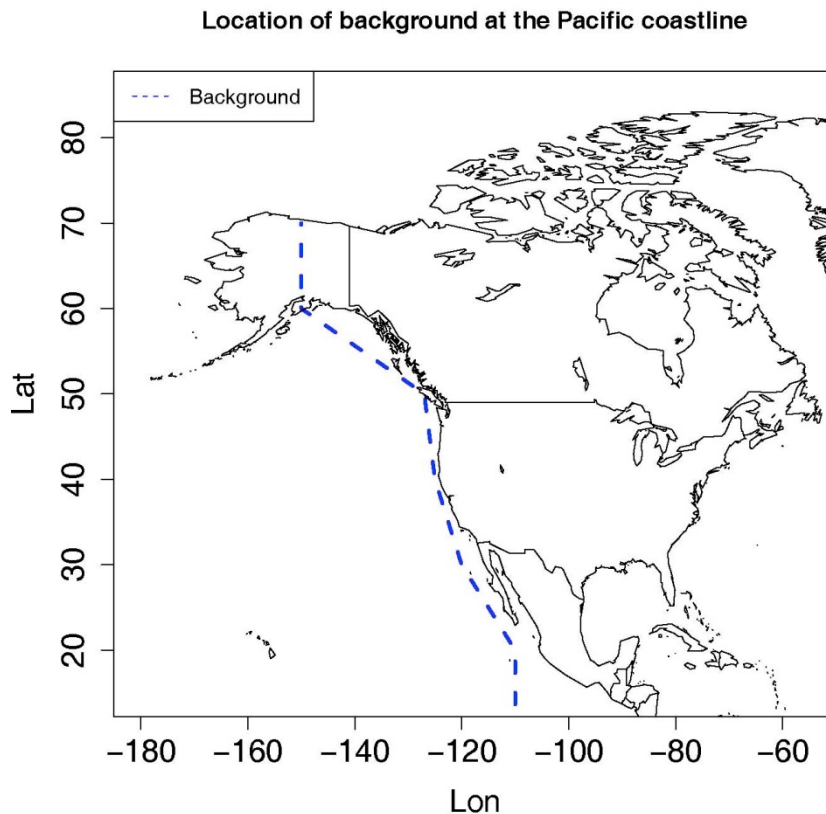 Location of background at the Pacific coastline
Background
80
70
60
50
40
30
20
Lat
−180 −160 −140 −120 −100 −80 −60
Lon